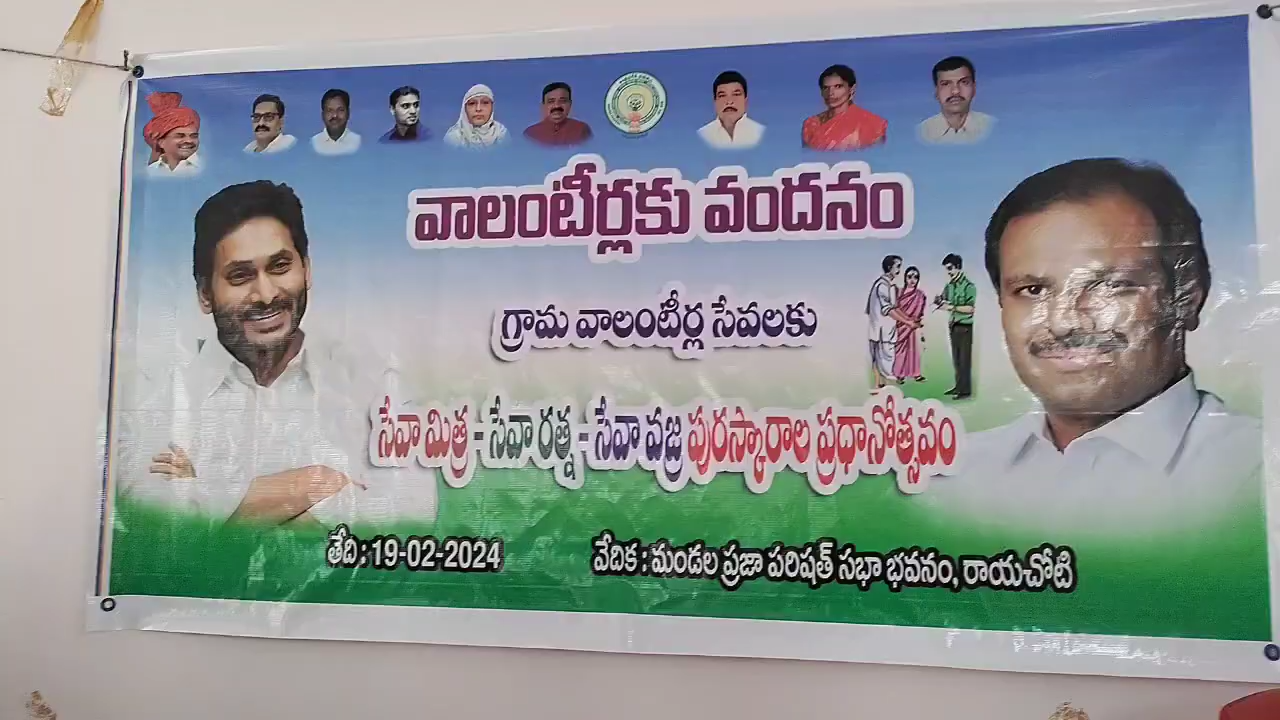 వాలంటీర్లకు వందనం
గ్రామ వాలంటీర్ల సేవలకు
సేవా మిత్ర - సేవా రత్న - సేవా వజ్ర పురస్కారాల ప్రధానోత్సవం
తేది : 19-02-2024 వేదిక : మండల ప్రజా పరిషత్ సభా భవనం, రాయచోటి